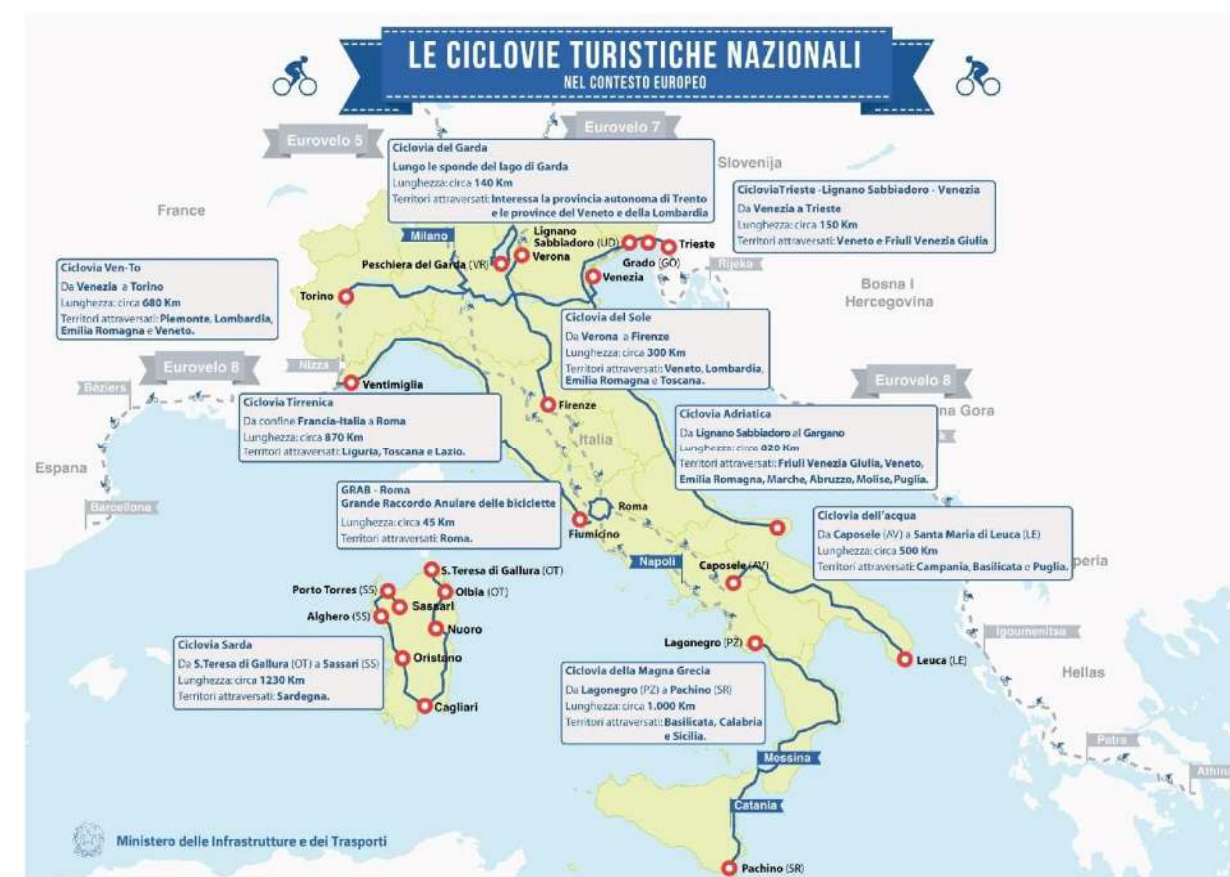 LE CICLOVIE TURISTICHE NAZIONALI
NEL CONTESTO EUROPEO
Eurovelo 5
Eurovelo 7
Slovenija
France
Ciclovia del Garda
Lungo le sponde del lago di Garda
Lunghezza: circa 140 Km
Territori attraversati: Interessa la provincia autonoma di Trento
e le province del Veneto e della Lombardia
CicloviaTrieste -Lignano Sabbiadoro - Venezia
Da Venezia a Trieste
Lunghezza: circa 150 Km
Territori attraversati: Veneto e Friuli Venezia Giulia
Milano
Lignano
Sabbiadoro (UD)
Trieste
Grado (GO)
Peschiera del Garda (VR)
Verona
Venezia
Rijeka
Bosna I
Hercegovina
Ciclovia Ven-To
Da Venezia a Torino
Lunghezza: circa 680 Km
Territori attraversati: Piemonte, Lombardia,
Emilia Romagna e Veneto.
Torino
Ciclovia del Sole
Da Verona a Firenze
Lunghezza: circa 300 Km
Territori attraversati: Veneto, Lombardia,
Emilia Romagna e Toscana.
Eurovelo 8
Nizza
Béziers
Ventimiglia
Eurovelo 8
Gora
Ciclovia Tirrenica
Da confine Francia-Italia a Roma
Lunghezza: circa 870 Km
Territori attraversati: Liguria, Toscana e Lazio.
Firenze
Italia
Ciclovia Adriatica
Da Lignano Sabbiadoro al Gargano
Lunghezza: circa 820 Km
Territori attraversati: Friuli Venezia Giulia, Veneto,
Emilia Romagna, Marche, Abruzzo, Molise, Puglia.
Espana
Barcellona
GRAB - Roma
Grande Raccordo Anulare delle biciclette
Lunghezza: circa 45 Km
Territori attraversati: Roma.
Roma
Fiumicino
Ciclovia dell'acqua
Da Caposele (AV) a Santa Maria di Leuca (LE)
Lunghezza: circa 500 Km
Territori attraversati: Campania, Basilicata e Puglia.
Napoli
Caposele (AV)
S. Teresa di Gallura (OT)
Porto Torres (SS)
Olbia (OT)
Sassari
Alghero (SS)
Nuoro
Ciclovia Sarda
Da S.Teresa di Gallura (OT) a Sassari (SS)
Lunghezza: circa 1230 Km
Territori attraversati: Sardegna.
Oristano
Cagliari
Lagonegro (PZ)
Leuca (LE)
Igoumenitsa
Hellas
Ciclovia della Magna Grecia
Da Lagonegro (PZ) a Pachino (SR)
Lunghezza: circa 1.000 Km
Territori attraversati: Basilicata, Calabria
e Sicilia.
Patra
Messina
Catania
Pachino (SR)
Ministero delle Infrastrutture e dei Trasporti